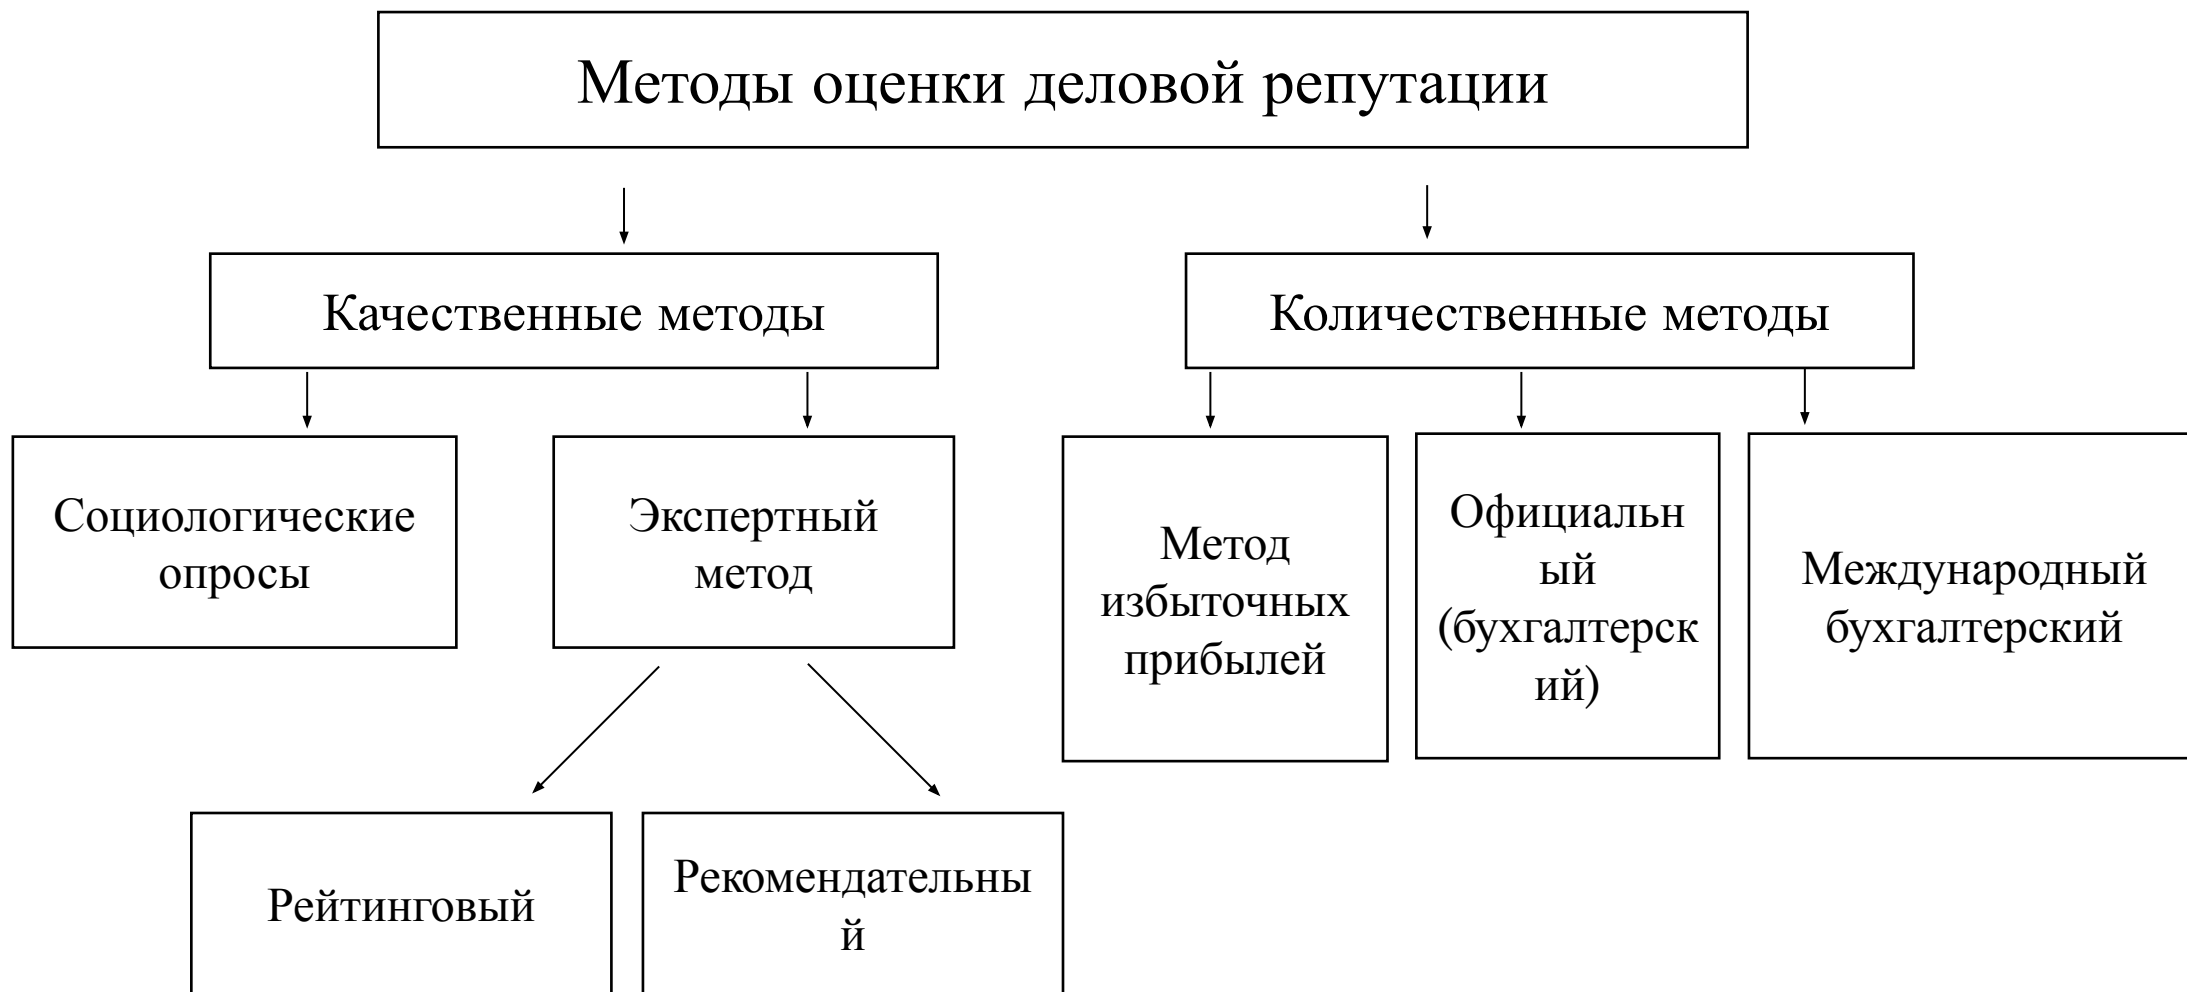 Методы оценки деловой репутации
Качественные методы
Количественные методы
Социологические
опросы
Экспертный
метод
Метод
избыточных
прибылей
Официальн
ый
(бухгалтерск
ий)
Международный
бухгалтерский
Рейтинговый
Рекомендательны
й